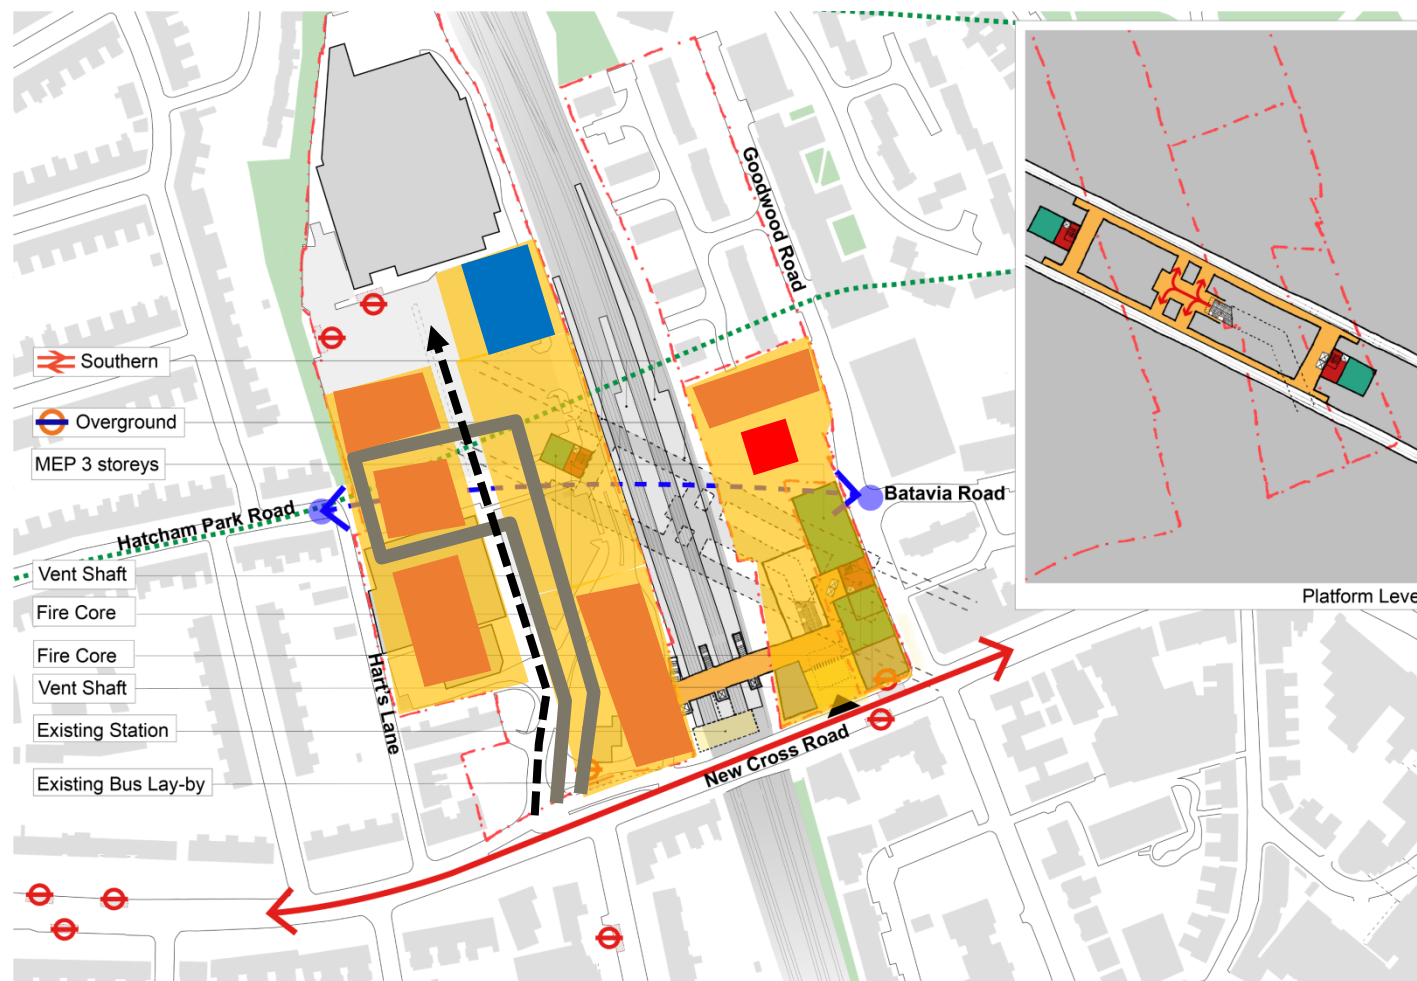 Goodwood Road
Southern
Overground
MEP 3 storeys
Batavia Road
Hatcham Park Road
Vent Shaft
Fire Core
Fire Core
Vent Shaft
Existing Station
Existing Bus Lay-by
Hart's Lane
New Cross Road
Platform Leve